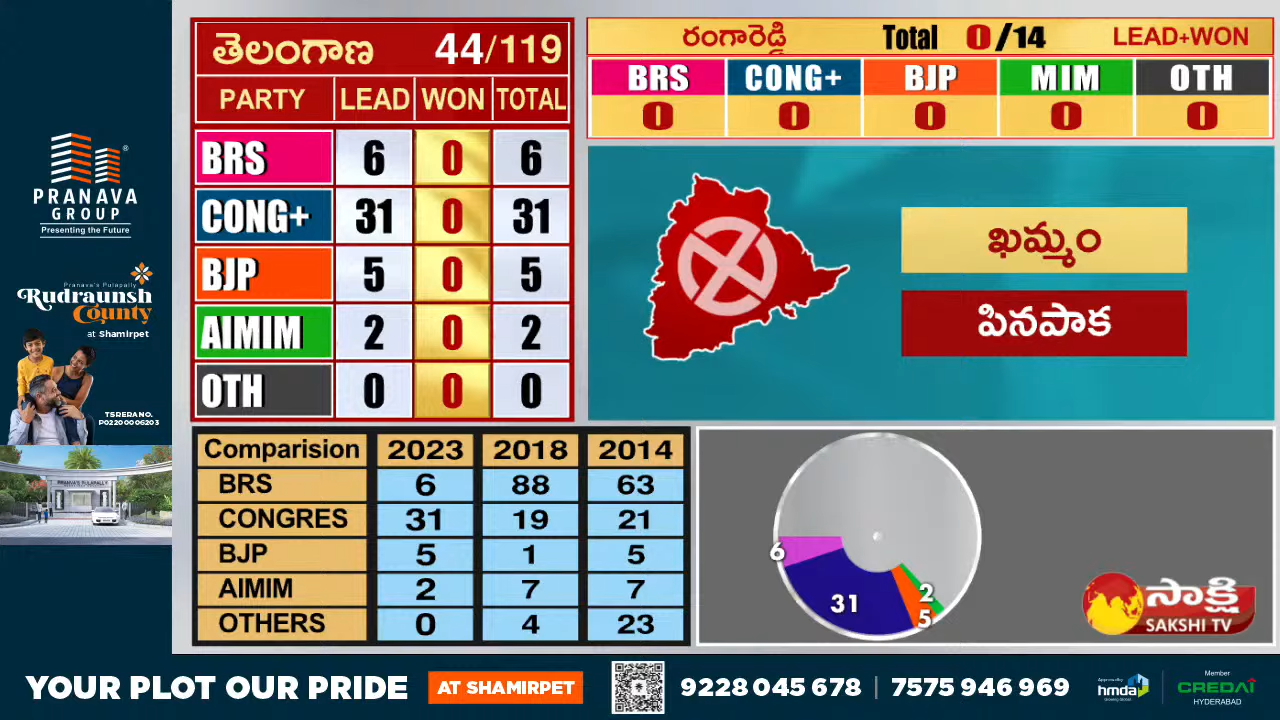 తెలంగాణ 44/119
PARTY LEAD WON TOTAL
BRS 6 0 6
CONG+ 31 0 31
BJP 5 0 5
AIMIM 2 0 2
OTH 0 0 0
రంగారెడ్డి Total 0/14 LEAD+WON
BRS CONG+ BJP MIM OTH
0 0 0 0 0
ఖమ్మం
పినపాక
Comparision 2023 2018 2014
BRS 6 88 63
CONGRES 31 19 21
BJP 5 1 5
AIMIM 2 7 7
OTHERS 0 4 23
6
31
2
5
సాక్షి
SAKSHI TV
PRANAVA
GROUP
Presenting the Future
Pranava's Pulapally
Rudraunsh
County
at Shamirpet
TSRERA NO.
P02200006203
YOUR PLOT OUR PRIDE AT SHAMIRPET 9228 045 678 | 7575 946 969
Approved by
hmda
Member
CREDAI
HYDERABAD